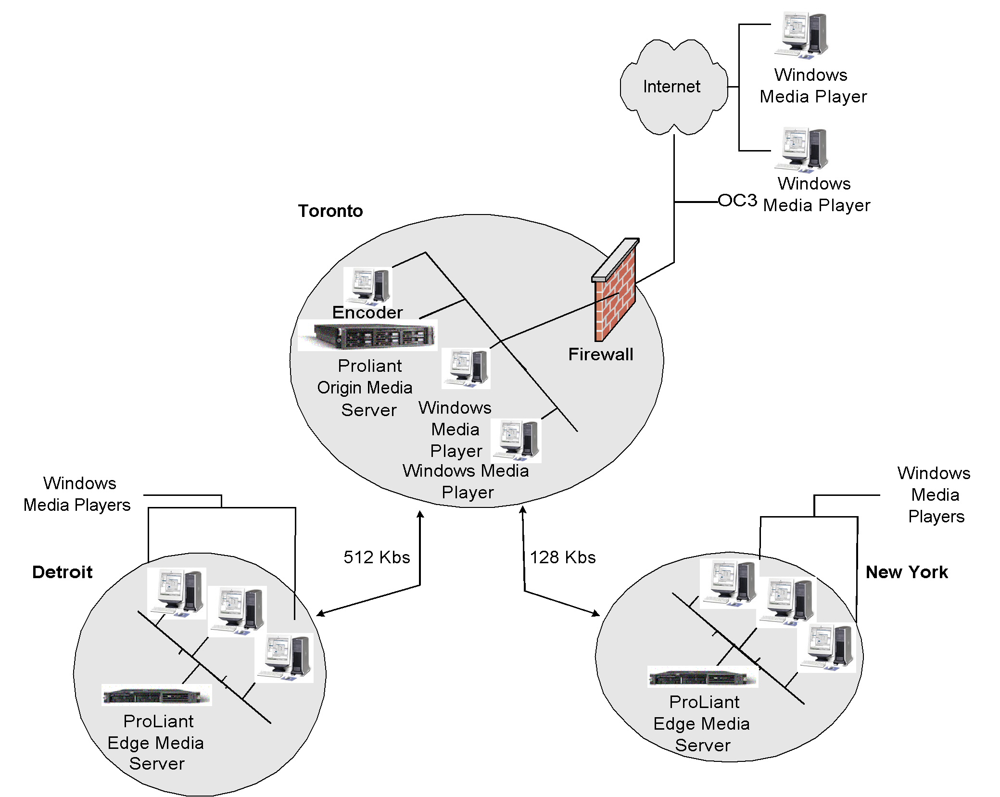 Windows
Media Player
Internet
Windows
Media Player
OC3
Toronto
Encoder
Proliant
Origin Media
Server
Firewall
Windows
Media
Player
Windows Media
Player
Windows
Media Players
Detroit
512 Kbs
128 Kbs
Windows
Media
Players
New York
ProLiant
Edge Media
Server
ProLiant
Edge Media
Server